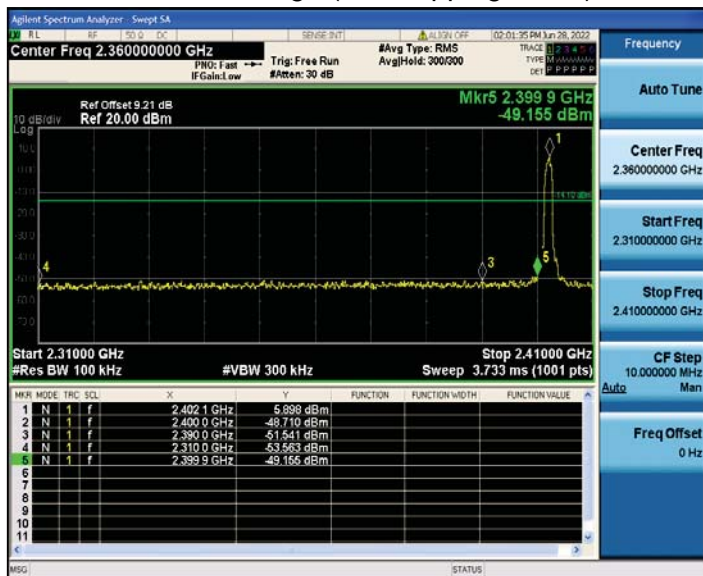 Agilent Spectrum Analyzer - Swept SA
RL RF 50 Ω DC SENSE:INT ALIGN OFF 02:01:35 PM Jun 28, 2022
Center Freq 2.360000000 GHz
PNO: Fast Trig: Free Run
IFGain:Low #Atten: 30 dB
#Avg Type: RMS
Avg|Hold: 300/300
TRACE 1 2 3 4 5 6
TYPE M
DET P P P P P P
Ref Offset 9.21 dB
10 dB/div Ref 20.00 dBm
Log
Mkr5 2.399 9 GHz
-49.155 dBm
1
3
4
5
Start 2.31000 GHz Stop 2.41000 GHz
#Res BW 100 kHz #VBW 300 kHz Sweep 3.733 ms (1001 pts)
MKR MODE TRC SCL X Y FUNCTION FUNCTION WIDTH FUNCTION VALUE
1 N 1 f 2.402 1 GHz 5.898 dBm
2 N 1 f 2.400 0 GHz -48.710 dBm
3 N 1 f 2.390 0 GHz -51.541 dBm
4 N 1 f 2.310 0 GHz -53.563 dBm
5 N 1 f 2.399 9 GHz -49.155 dBm
6
7
8
9
10
11
MSG STATUS
Frequency
Auto Tune
Center Freq
2.360000000 GHz
Start Freq
2.310000000 GHz
Stop Freq
2.410000000 GHz
CF Step
10.000000 MHz
Auto Man
Freq Offset
0 Hz